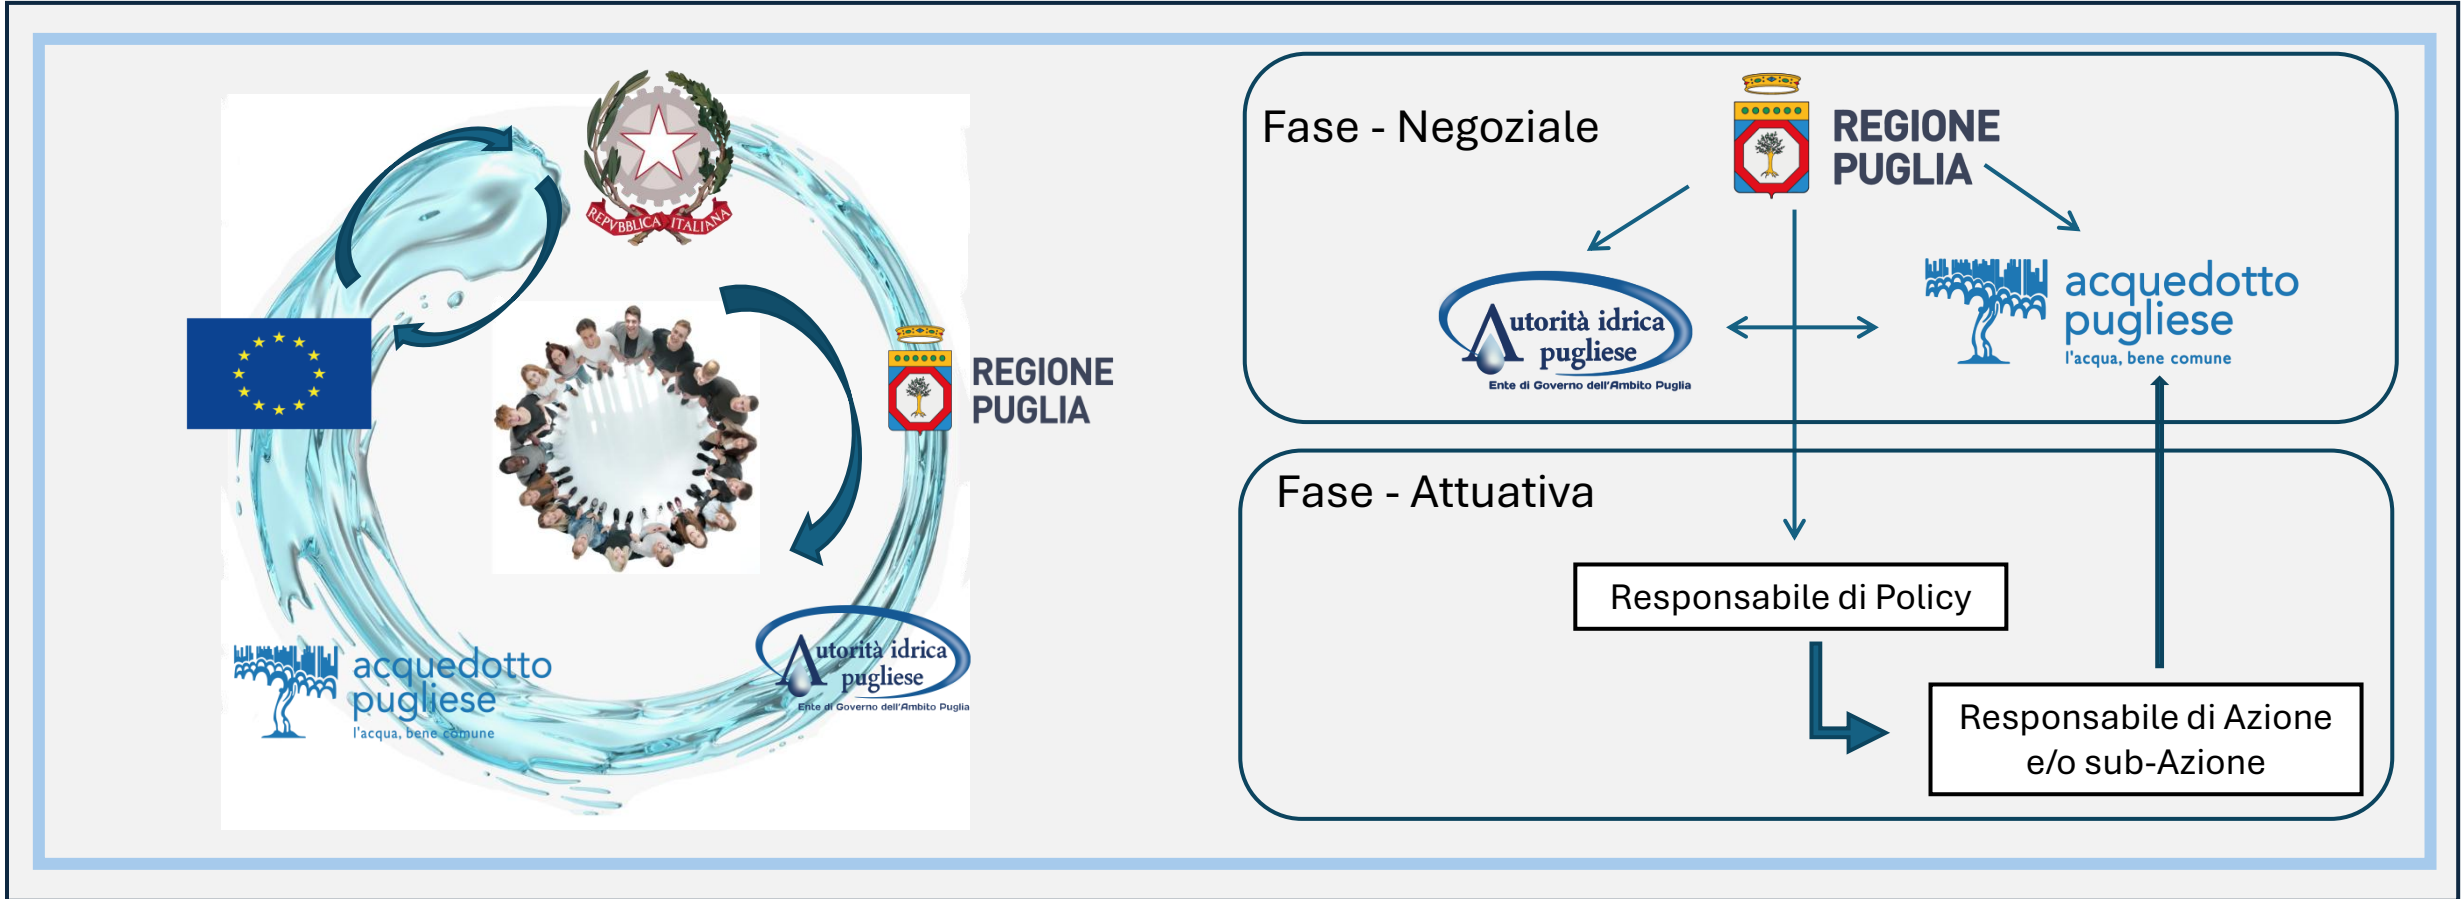 REPVBBLICA ITALIANA
REGIONE
PUGLIA
acquedotto
pugliese
l'acqua, bene comune
Autorità idrica
pugliese
Ente di Governo dell'Ambito Puglia
Fase - Negoziale
REGIONE
PUGLIA
Autorità idrica
pugliese
Ente di Governo dell'Ambito Puglia
acquedotto
pugliese
l'acqua, bene comune
Fase - Attuativa
Responsabile di Policy
Responsabile di Azione
e/o sub-Azione